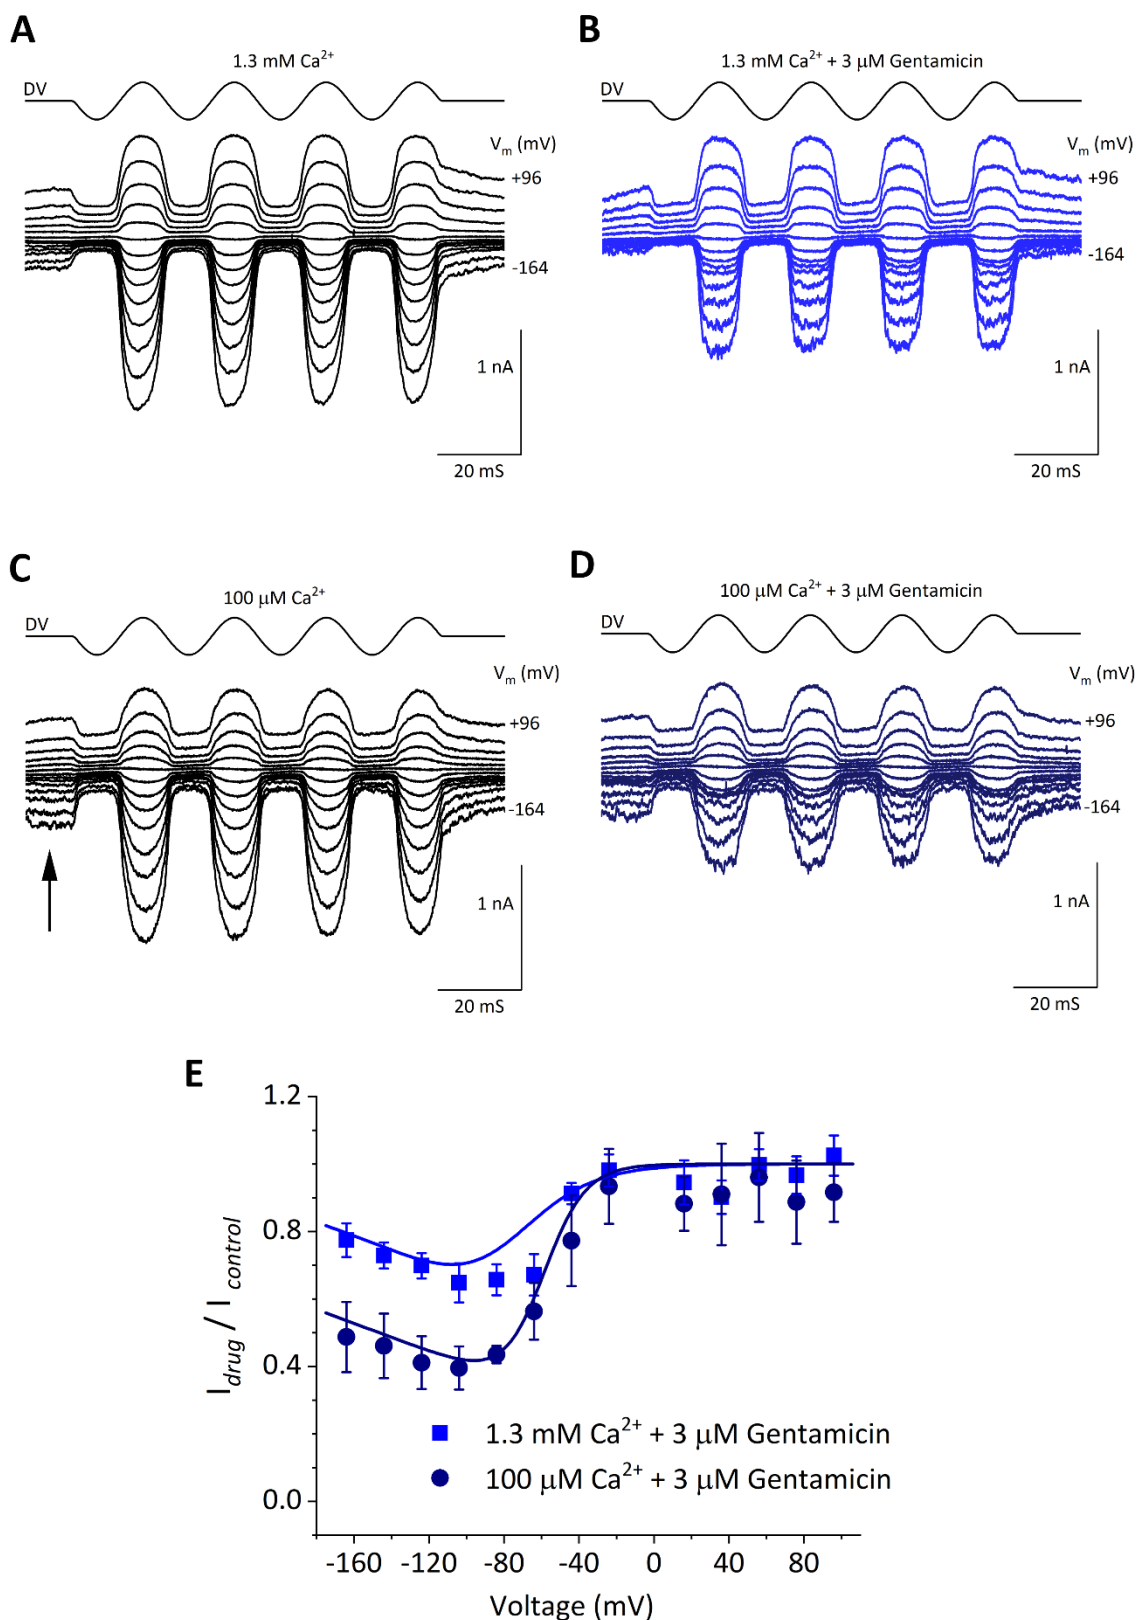 A
1.3 mM Ca²⁺
DV
Vₘ (mV)
+96
-164
1 nA
20 mS
B
1.3 mM Ca²⁺ + 3 μM Gentamicin
DV
Vₘ (mV)
+96
-164
1 nA
20 mS
C
100 μM Ca²⁺
DV
Vₘ (mV)
+96
-164
1 nA
20 mS
D
100 μM Ca²⁺ + 3 μM Gentamicin
DV
Vₘ (mV)
+96
-164
1 nA
20 mS
E
I_drug / I_control
1.2
0.8
0.4
0.0
1.3 mM Ca²⁺ + 3 μM Gentamicin
100 μM Ca²⁺ + 3 μM Gentamicin
-160 -120 -80 -40 0 40 80
Voltage (mV)